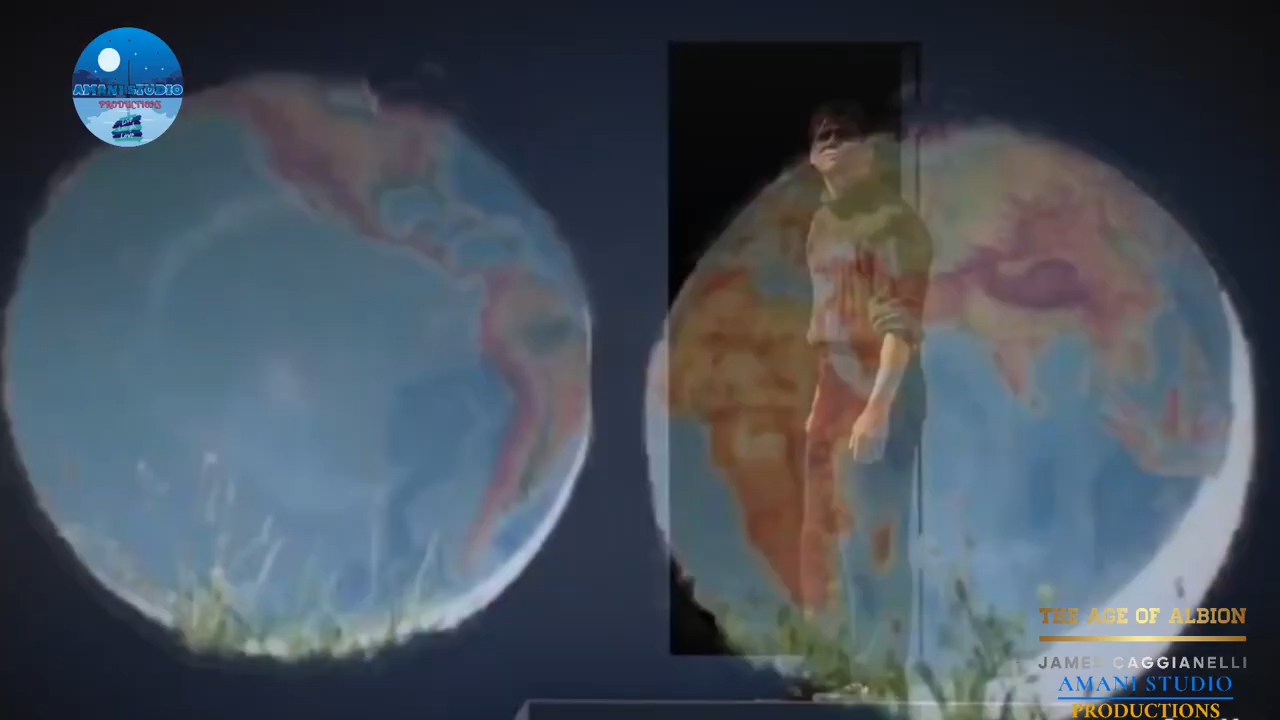 AMANI STUDIO
PRODUCTIONS
THE AGE OF ALBION
JAMES CAGGIANELLI
AMANI STUDIO
PRODUCTIONS